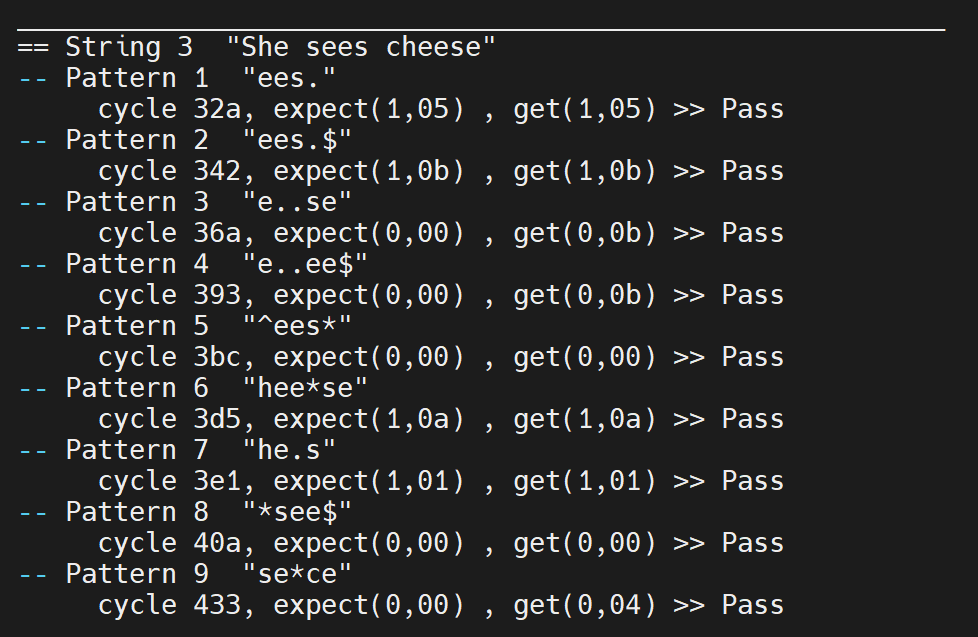 == String 3  "She sees cheese"
-- Pattern 1  "ees."
     cycle 32a, expect(1,05) , get(1,05) >> Pass
-- Pattern 2  "ees.$"
     cycle 342, expect(1,0b) , get(1,0b) >> Pass
-- Pattern 3  "e..se"
     cycle 36a, expect(0,00) , get(0,0b) >> Pass
-- Pattern 4  "e..ee$"
     cycle 393, expect(0,00) , get(0,0b) >> Pass
-- Pattern 5  "^ees*"
     cycle 3bc, expect(0,00) , get(0,00) >> Pass
-- Pattern 6  "hee*se"
     cycle 3d5, expect(1,0a) , get(1,0a) >> Pass
-- Pattern 7  "he.s"
     cycle 3e1, expect(1,01) , get(1,01) >> Pass
-- Pattern 8  "*see$"
     cycle 40a, expect(0,00) , get(0,00) >> Pass
-- Pattern 9  "se*ce"
     cycle 433, expect(0,00) , get(0,04) >> Pass